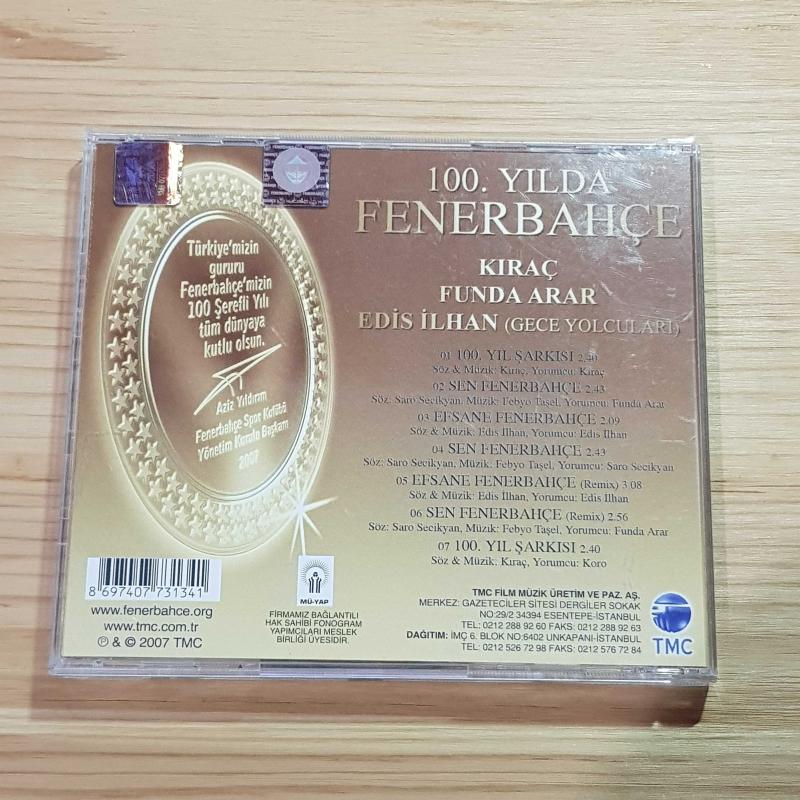 Türkiye'mizin
gururu
Fenerbahçe'mizin
100 Şerefli Yılı
tüm dünyaya
kutlu olsun.
Aziz Yıldırım
Fenerbahçe Spor Kulübü
Yönetim Kurulu Başkanı
2007
100. YILDA
FENERBAHÇE
KIRAÇ
FUNDA ARAR
EDİS İLHAN (GECE YOLCULARI)
01 100. YIL ŞARKISI 2.40
Söz & Müzik: Kıraç, Yorumcu: Kıraç
02 SEN FENERBAHÇE 2.43
Söz: Saro Secikyan, Müzik: Febyo Taşel, Yorumcu: Funda Arar
03 EFSANE FENERBAHÇE 2.09
Söz & Müzik: Edis Ilhan, Yorumcu: Edis Ilhan
04 SEN FENERBAHÇE 2.43
Söz: Saro Secikyan, Müzik: Febyo Taşel, Yorumcu: Saro Secikyan
05 EFSANE FENERBAHÇE (Remix) 3 08
Söz & Müzik: Edis Ilhan, Yorumcu: Edis Ilhan
06 SEN FENERBAHÇE (Remix) 2.56
Söz: Saro Secikyan, Müzik: Febyo Taşel, Yorumcu: Funda Arar
07 100. YIL ŞARKISI 2.40
Söz & Müzik: Kıraç, Yorumcu: Koro
8 697407 731341
www.fenerbahce.org
www.tmc.com.tr
℗ & © 2007 TMC
MÜ-YAP
FİRMAMIZ BAĞLANTILI
HAK SAHİBİ FONOGRAM
YAPIMCILARI MESLEK
BİRLİĞİ ÜYESİDİR.
TMC FİLM MÜZİK ÜRETİM VE PAZ. AŞ.
MERKEZ: GAZETECİLER SİTESİ DERGİLER SOKAK
NO:29/2 34394 ESENTEPE-İSTANBUL
TEL: 0212 288 92 60 FAKS: 0212 288 92 63
DAĞITIM: İMÇ 6. BLOK NO:6402 UNKAPANI-İSTANBUL
TEL: 0212 526 72 98 FAKS: 0212 576 72 84
TMC